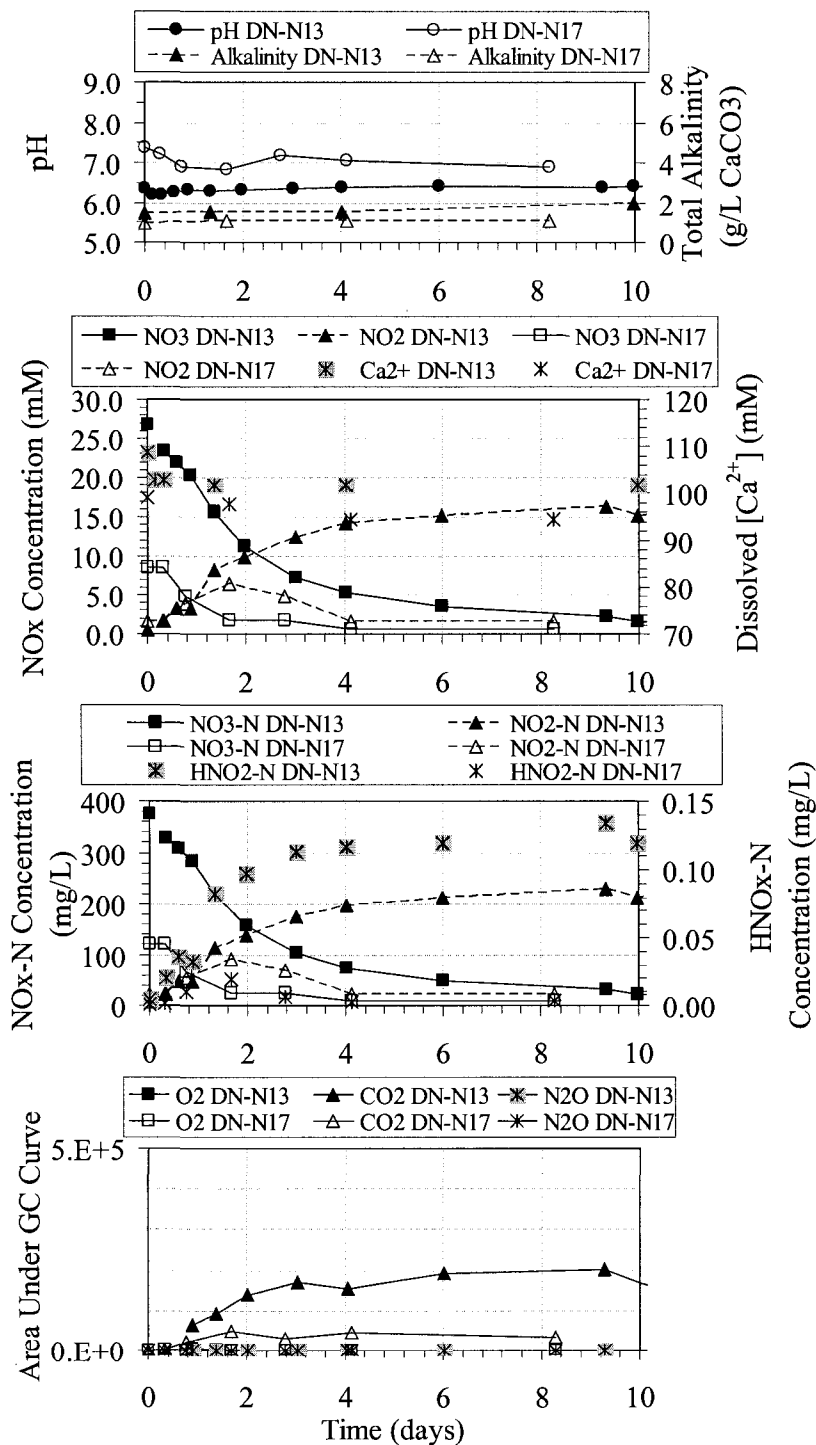 pH DN-N13 pH DN-N17
Alkalinity DN-N13 Alkalinity DN-N17
9.0
8.0
7.0
6.0
5.0
pH
8
6
4
2
0
Total Alkalinity
(g/L CaCO3)
0 2 4 6 8 10
NO3 DN-N13 NO2 DN-N13 NO3 DN-N17
NO2 DN-N17 Ca2+ DN-N13 Ca2+ DN-N17
30.0
25.0
20.0
15.0
10.0
5.0
0.0
NOx Concentration (mM)
120
110
100
90
80
70
Dissolved [Ca²⁺] (mM)
0 2 4 6 8 10
NO3-N DN-N13 NO2-N DN-N13
NO3-N DN-N17 NO2-N DN-N17
HNO2-N DN-N13 HNO2-N DN-N17
400
300
200
100
0
NOx-N Concentration
(mg/L)
0.15
0.10
0.05
0.00
HNOx-N
Concentration (mg/L)
0 2 4 6 8 10
O2 DN-N13 CO2 DN-N13 N2O DN-N13
O2 DN-N17 CO2 DN-N17 N2O DN-N17
5.E+5
0.E+0
Area Under GC Curve
0 2 4 6 8 10
Time (days)